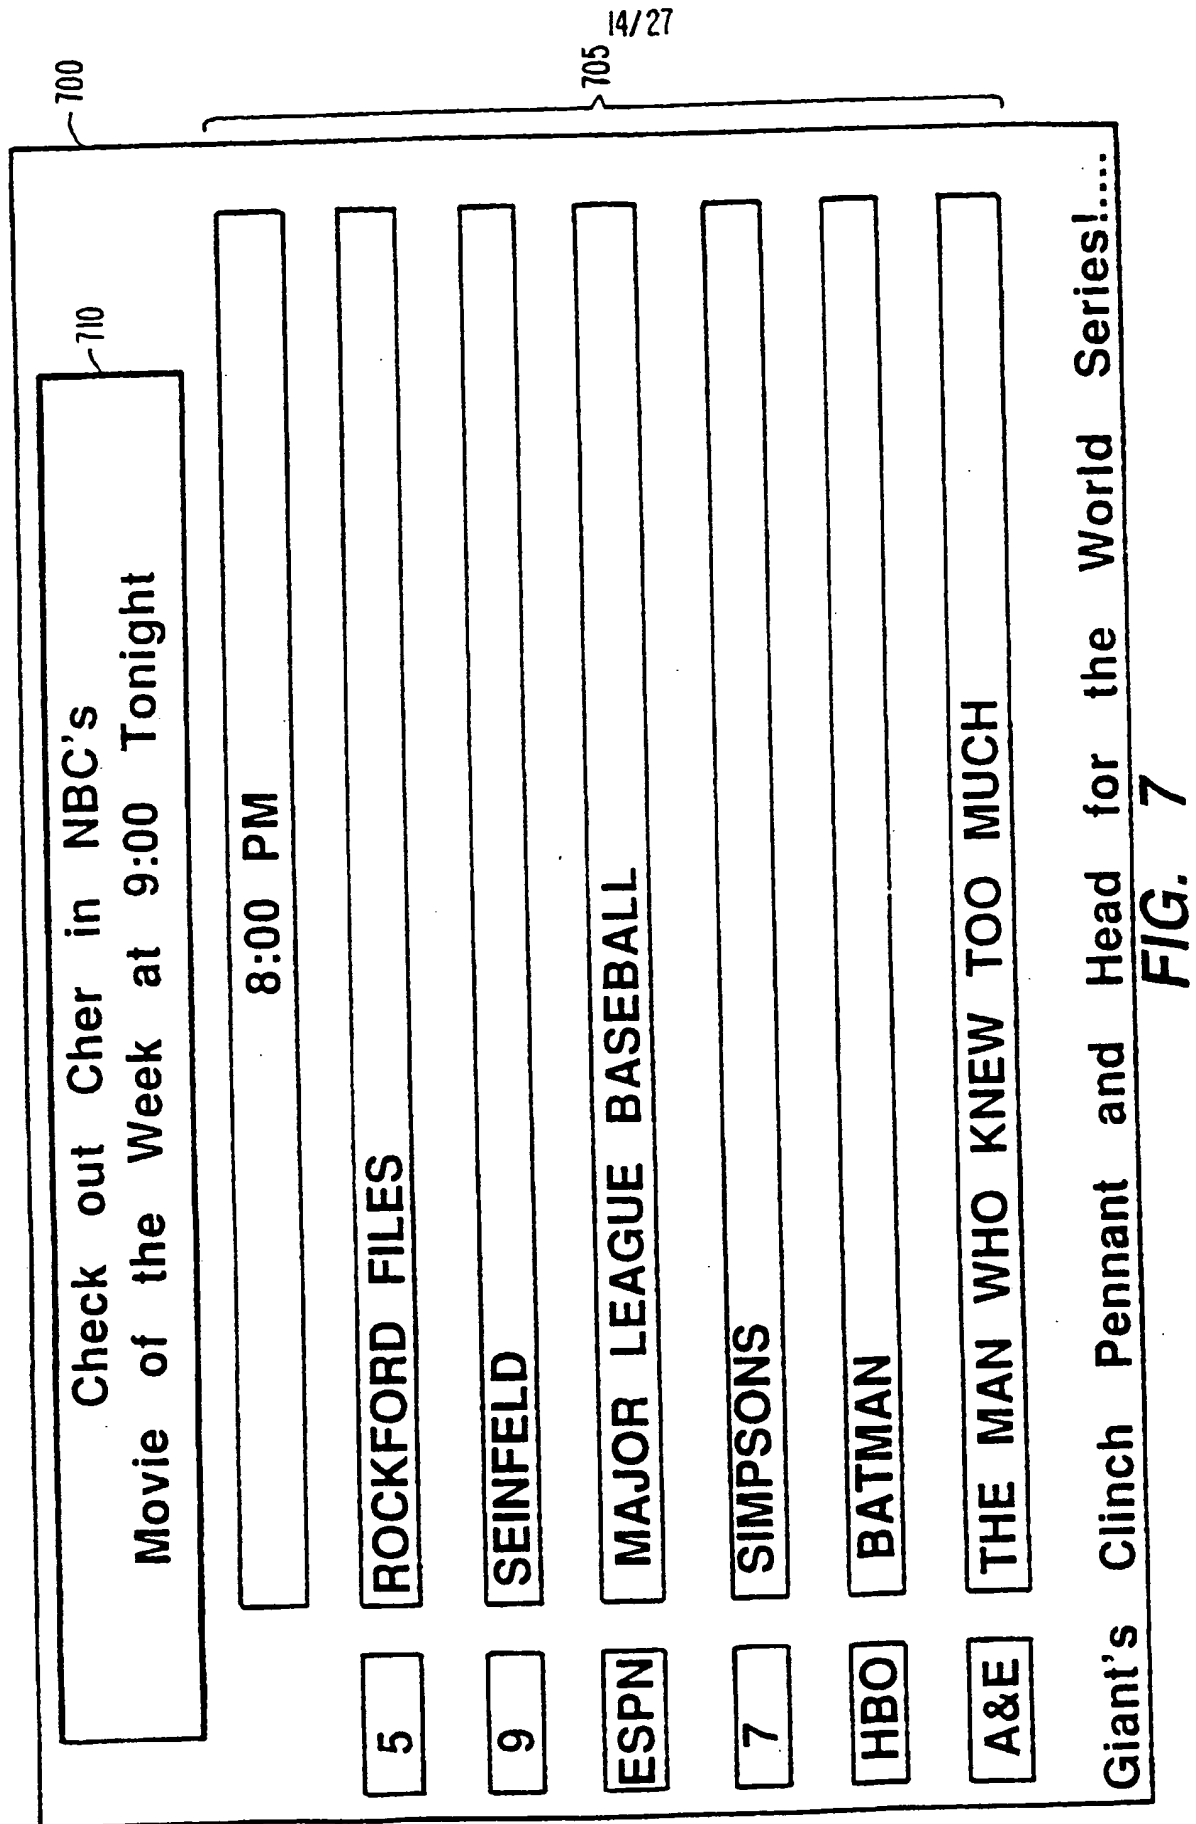 14/27
700
705
710
Check out Cher in NBC's
Movie of the Week at 9:00 Tonight
8:00 PM
5 ROCKFORD FILES
9 SEINFELD
ESPN MAJOR LEAGUE BASEBALL
7 SIMPSONS
HBO BATMAN
A&E THE MAN WHO KNEW TOO MUCH
Giant's Clinch Pennant and Head for the World Series!....
FIG. 7